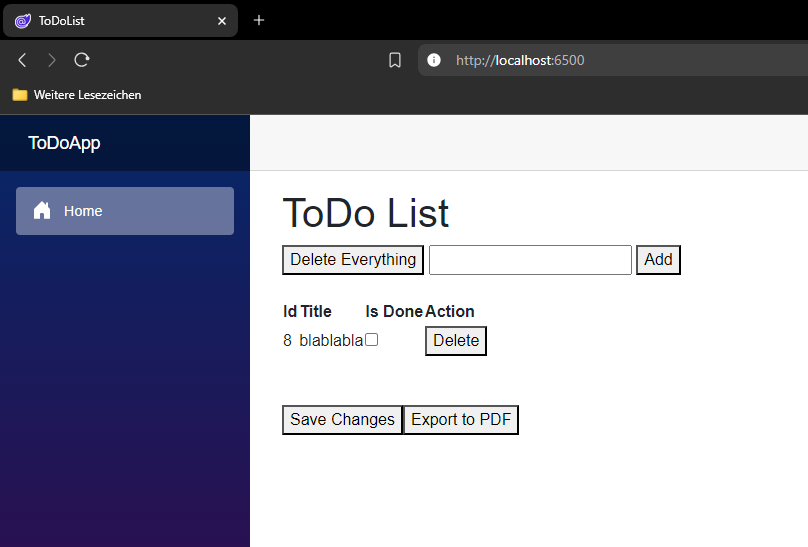 ToDoList
http://localhost:6500
Weitere Lesezeichen
ToDoApp
Home
ToDo List
Delete Everything Add
Id Title Is Done Action
8 blablabla Delete
Save Changes Export to PDF